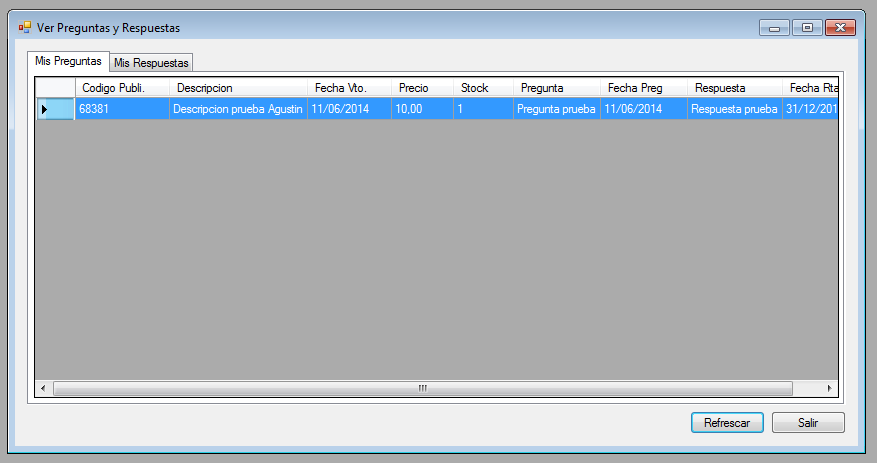 Ver Preguntas y Respuestas
Mis Preguntas Mis Respuestas
Codigo Publi. Descripcion Fecha Vto. Precio Stock Pregunta Fecha Preg Respuesta Fecha Rta
68381 Descripcion prueba Agustin 11/06/2014 10,00 1 Pregunta prueba 11/06/2014 Respuesta prueba 31/12/201
Refrescar Salir